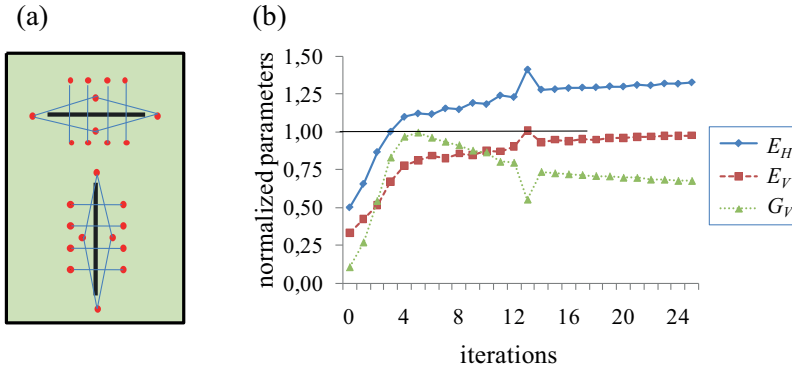 (a)
(b)
normalized parameters
1,50
1,25
1,00
0,75
0,50
0,25
0,00
0 4 8 12 16 20 24
iterations
E_H
E_V
G_V